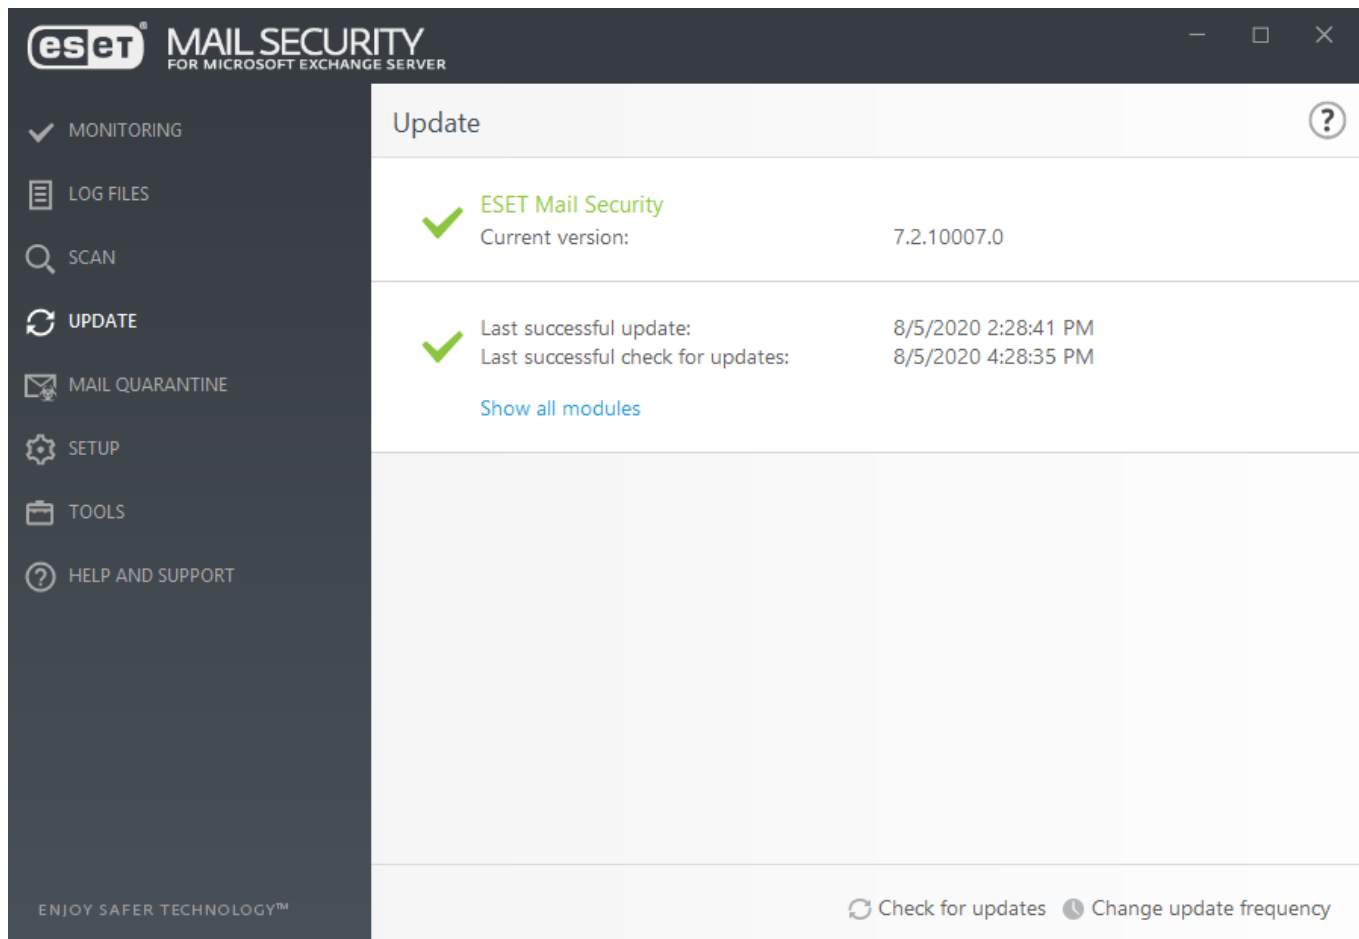 eset® MAIL SECURITY
FOR MICROSOFT EXCHANGE SERVER
MONITORING
LOG FILES
SCAN
UPDATE
MAIL QUARANTINE
SETUP
TOOLS
HELP AND SUPPORT
ENJOY SAFER TECHNOLOGY™
Update ?
ESET Mail Security
Current version: 7.2.10007.0
Last successful update: 8/5/2020 2:28:41 PM
Last successful check for updates: 8/5/2020 4:28:35 PM
Show all modules
Check for updates Change update frequency